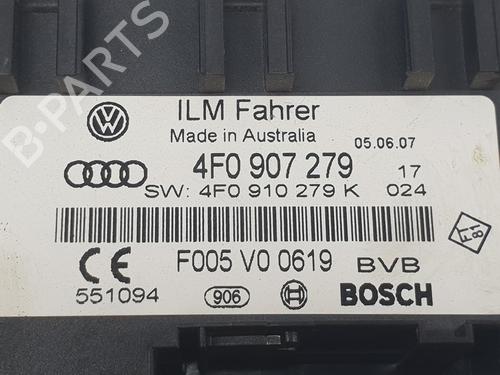 B-PARTS
ILM Fahrer
Made in Australia
05.06.07
4F0 907 279 17
SW: 4F0 910 279 K 024
F005 V0 0619 BVB
CE
551094 906 BOSCH